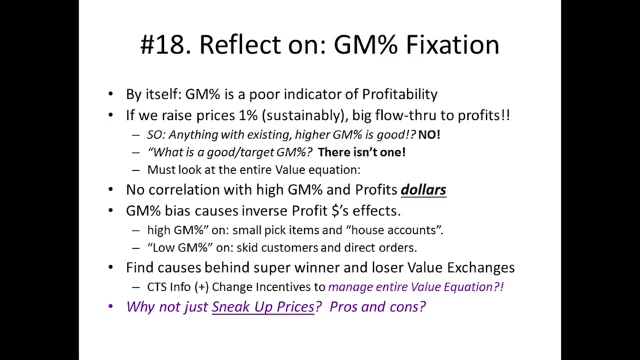 #18. Reflect on: GM% Fixation
• By itself: GM% is a poor indicator of Profitability
• If we raise prices 1% (sustainably), big flow-thru to profits!!
– SO: Anything with existing, higher GM% is good!? NO!
– "What is a good/target GM%? There isn't one!
– Must look at the entire Value equation:
• No correlation with high GM% and Profits dollars
• GM% bias causes inverse Profit $'s effects.
– high GM%" on: small pick items and "house accounts".
– "Low GM%" on: skid customers and direct orders.
• Find causes behind super winner and loser Value Exchanges
– CTS Info (+) Change Incentives to manage entire Value Equation?!
• Why not just Sneak Up Prices? Pros and cons?